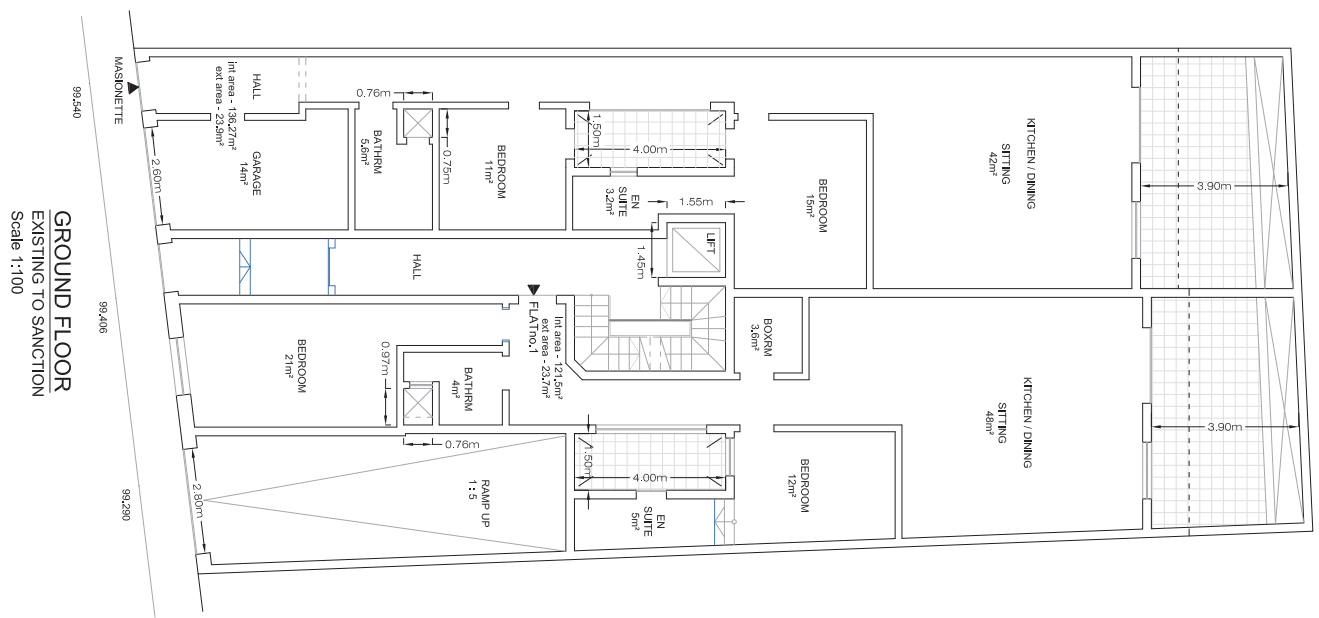 GROUND FLOOR
EXISTING TO SANCTION
Scale 1:100
MASIONETTE
99.540
99.406
99.290
HALL
int area - 136.27m²
ext area - 23.9m²
GARAGE
14m²
2.60m
BATHRM
5.6m²
0.76m
0.75m
BEDROOM
11m²
1.50m
4.00m
EN
SUITE
3.2m²
1.55m
LIFT
1.45m
BEDROOM
15m²
KITCHEN / DINING
SITTING
42m²
3.90m
HALL
FLAT no.1
Int area - 121.5m²
ext area - 23.7m²
BEDROOM
21m²
0.97m
BATHRM
4m²
0.76m
BOXRM
3.6m²
KITCHEN / DINING
SITTING
48m²
3.90m
2.80m
RAMP UP
1:5
1.50m
4.00m
EN
SUITE
5m²
BEDROOM
12m²